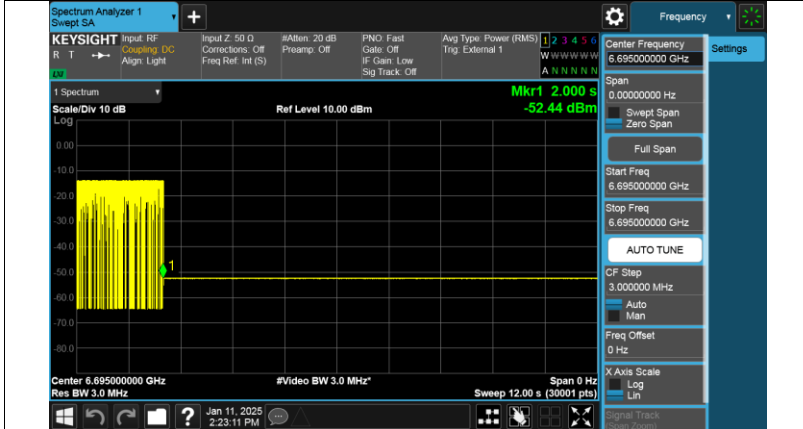 Spectrum Analyzer 1
Swept SA
Frequency
KEYSIGHT
R T
Input: RF
Coupling: DC
Align: Light
Input Z: 50 Ω
Corrections: Off
Freq Ref: Int (S)
#Atten: 20 dB
Preamp: Off
PNO: Fast
Gate: Off
IF Gain: Low
Sig Track: Off
Avg Type: Power (RMS)
Trig: External 1
1 2 3 4 5 6
W W W W W W
A N N N N N
1 Spectrum
Scale/Div 10 dB
Ref Level 10.00 dBm
Mkr1 2.000 s
-52.44 dBm
Log
0.00
-10.0
-20.0
-30.0
-40.0
-50.0
-60.0
-70.0
-80.0
1
Center 6.695000000 GHz
#Video BW 3.0 MHz*
Span 0 Hz
Res BW 3.0 MHz
Sweep 12.00 s (30001 pts)
?
Jan 11, 2025
2:23:11 PM
Center Frequency
6.695000000 GHz
Settings
Span
0.00000000 Hz
Swept Span
Zero Span
Full Span
Start Freq
6.695000000 GHz
Stop Freq
6.695000000 GHz
AUTO TUNE
CF Step
3.000000 MHz
Auto
Man
Freq Offset
0 Hz
X Axis Scale
Log
Lin
Signal Track
(Span Zoom)